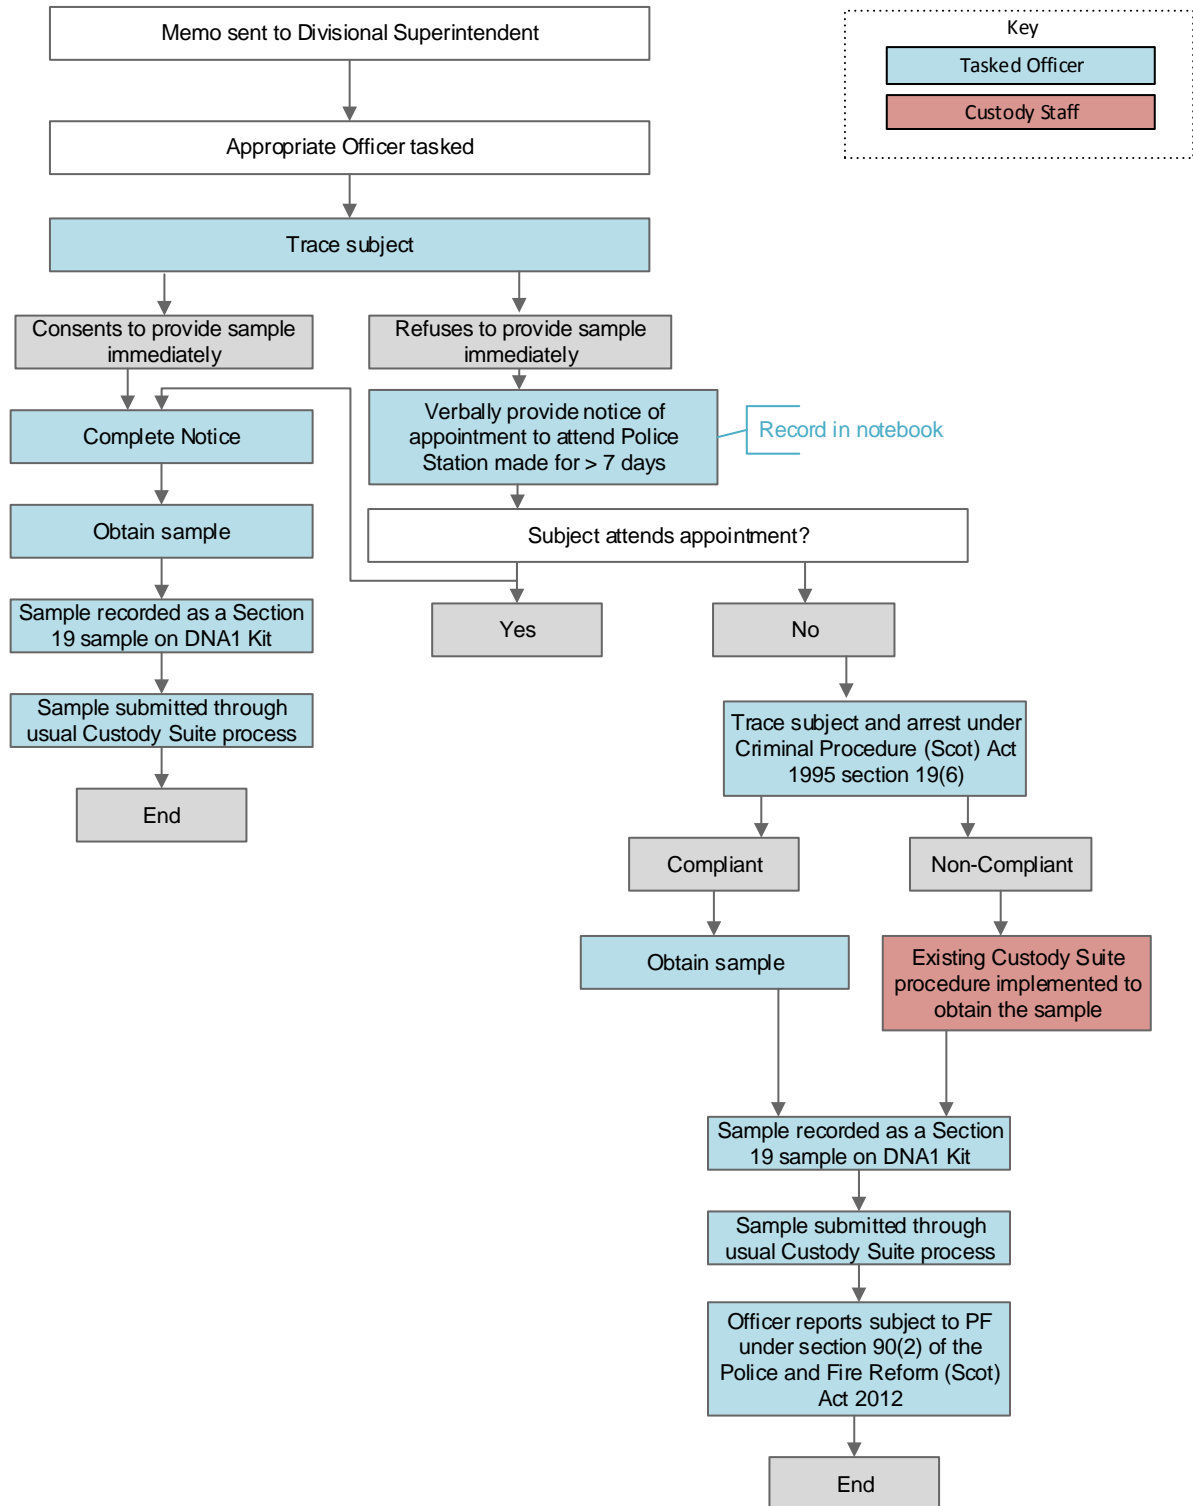 Memo sent to Divisional Superintendent
Key
Tasked Officer
Custody Staff
Appropriate Officer tasked
Trace subject
Consents to provide sample
immediately
Refuses to provide sample
immediately
Complete Notice
Verbally provide notice of
appointment to attend Police
Station made for > 7 days
Record in notebook
Obtain sample
Subject attends appointment?
Sample recorded as a Section
19 sample on DNA1 Kit
Yes
No
Sample submitted through
usual Custody Suite process
Trace subject and arrest under
Criminal Procedure (Scot) Act
1995 section 19(6)
End
Compliant
Non-Compliant
Obtain sample
Existing Custody Suite
procedure implemented to
obtain the sample
Sample recorded as a Section
19 sample on DNA1 Kit
Sample submitted through
usual Custody Suite process
Officer reports subject to PF
under section 90(2) of the
Police and Fire Reform (Scot)
Act 2012
End